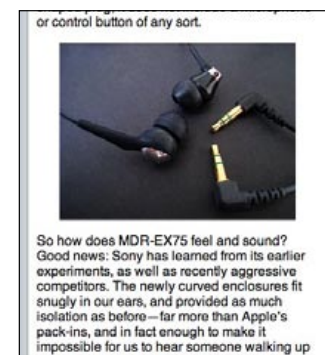 or control button of any sort.
So how does MDR-EX75 feel and sound?
Good news: Sony has learned from its earlier
experiments, as well as recently aggressive
competitors. The newly curved enclosures fit
snugly in our ears, and provided as much
isolation as before—far more than Apple's
pack-ins, and in fact enough to make it
impossible for us to hear someone walking up